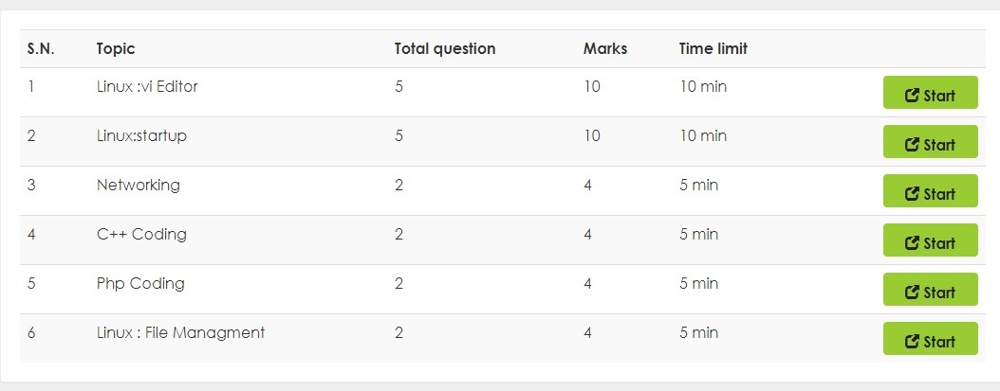 S.N. Topic Total question Marks Time limit
1 Linux :vi Editor 5 10 10 min Start
2 Linux:startup 5 10 10 min Start
3 Networking 2 4 5 min Start
4 C++ Coding 2 4 5 min Start
5 Php Coding 2 4 5 min Start
6 Linux : File Managment 2 4 5 min Start